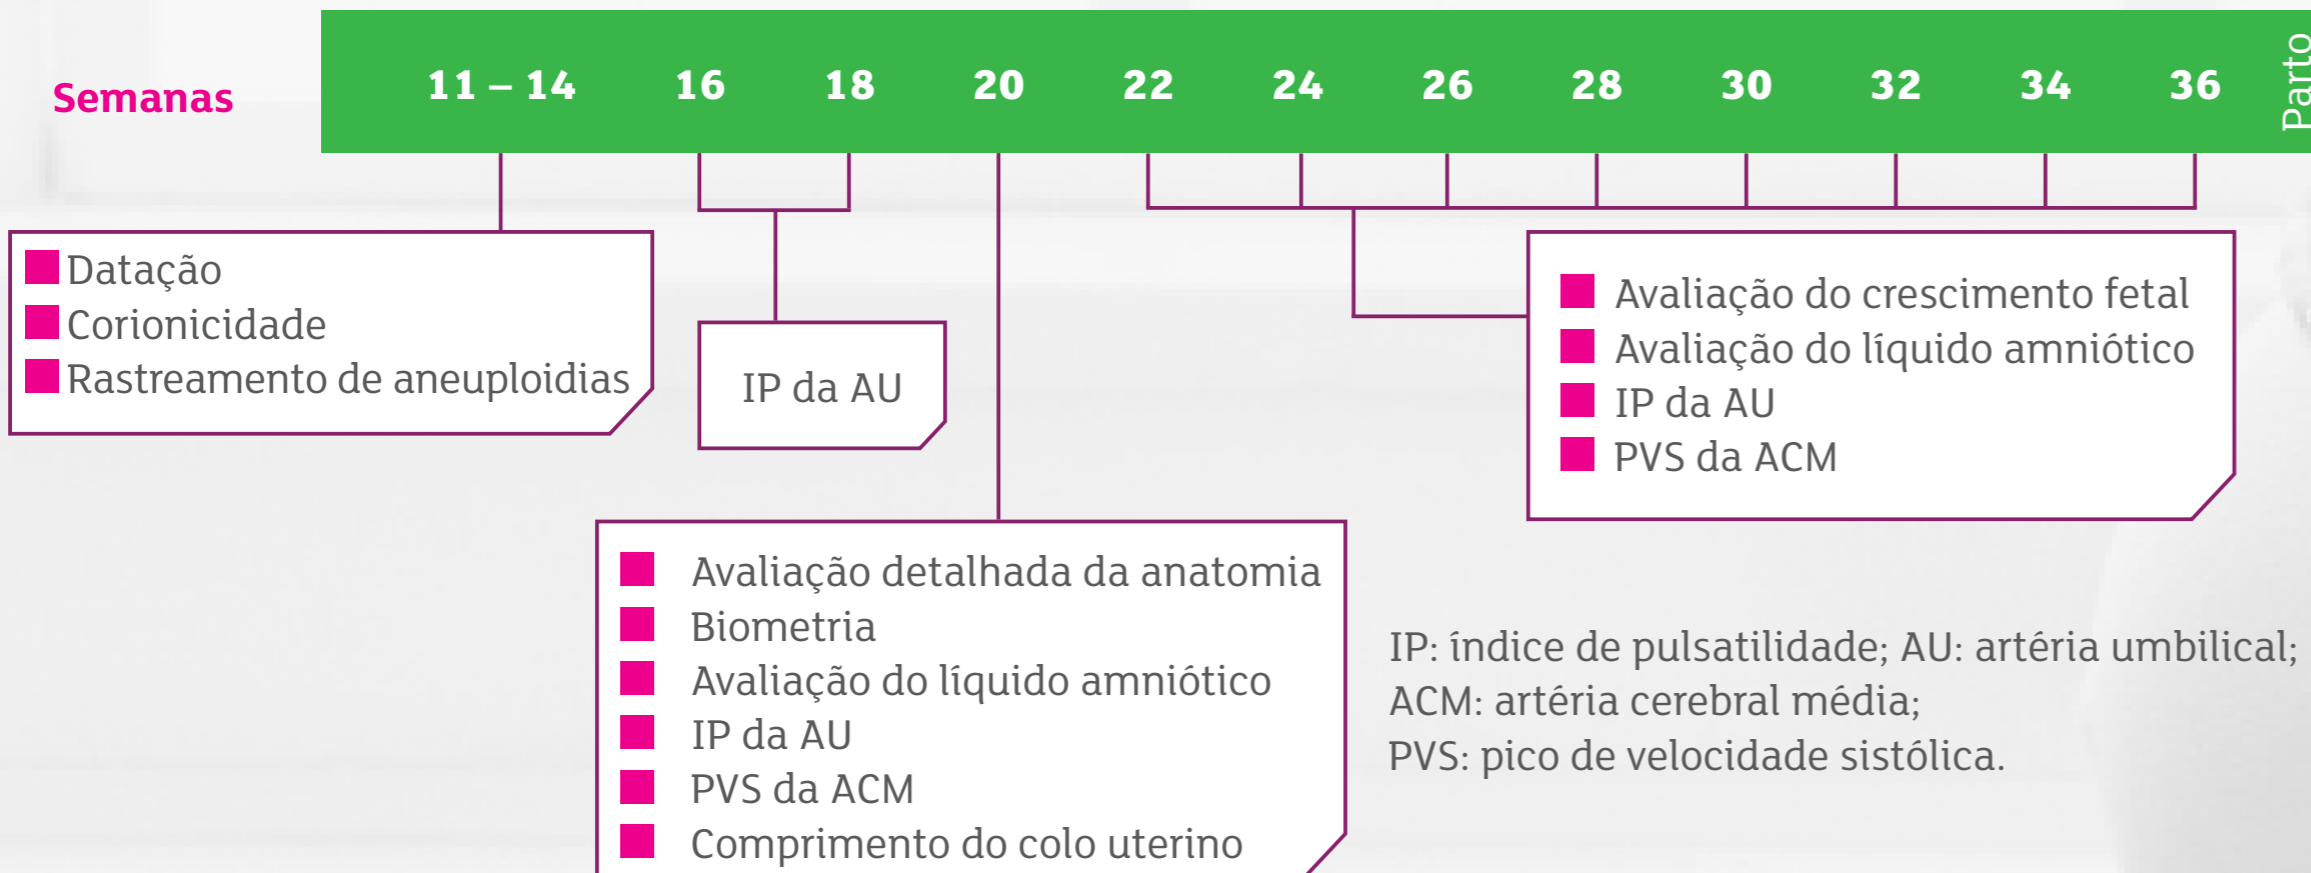 Semanas
11 – 14 16 18 20 22 24 26 28 30 32 34 36 Parto
Datação
Corionicidade
Rastreamento de aneuploidias
IP da AU
Avaliação do crescimento fetal
Avaliação do líquido amniótico
IP da AU
PVS da ACM
Avaliação detalhada da anatomia
Biometria
Avaliação do líquido amniótico
IP da AU
PVS da ACM
Comprimento do colo uterino
IP: índice de pulsatilidade; AU: artéria umbilical;
ACM: artéria cerebral média;
PVS: pico de velocidade sistólica.